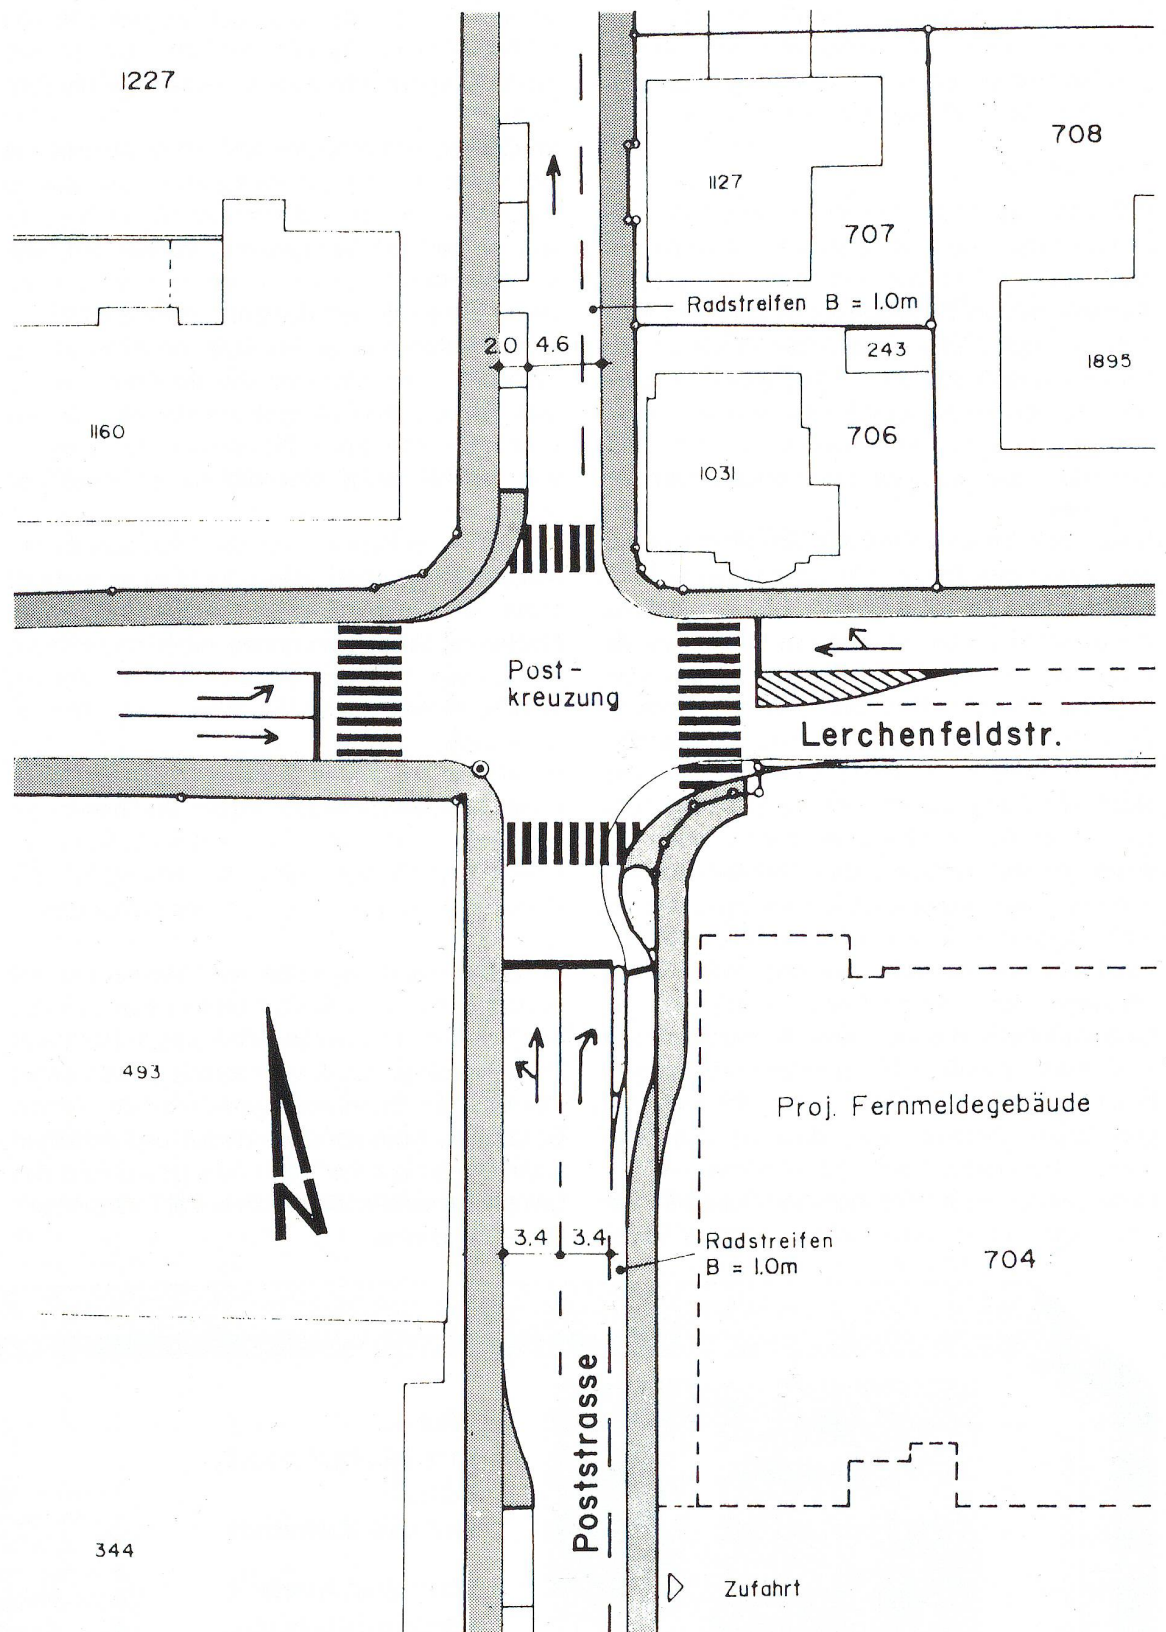 1227
708
1127
707
Radstreifen B = 1.0m
2.0 4.6
243
1895
1160
706
1031
Post-
kreuzung
Lerchenfeldstr.
493
Proj. Fernmeldegebäude
N
3.4 3.4
Radstreifen
B = 1.0m
704
Poststrasse
344
Zufahrt